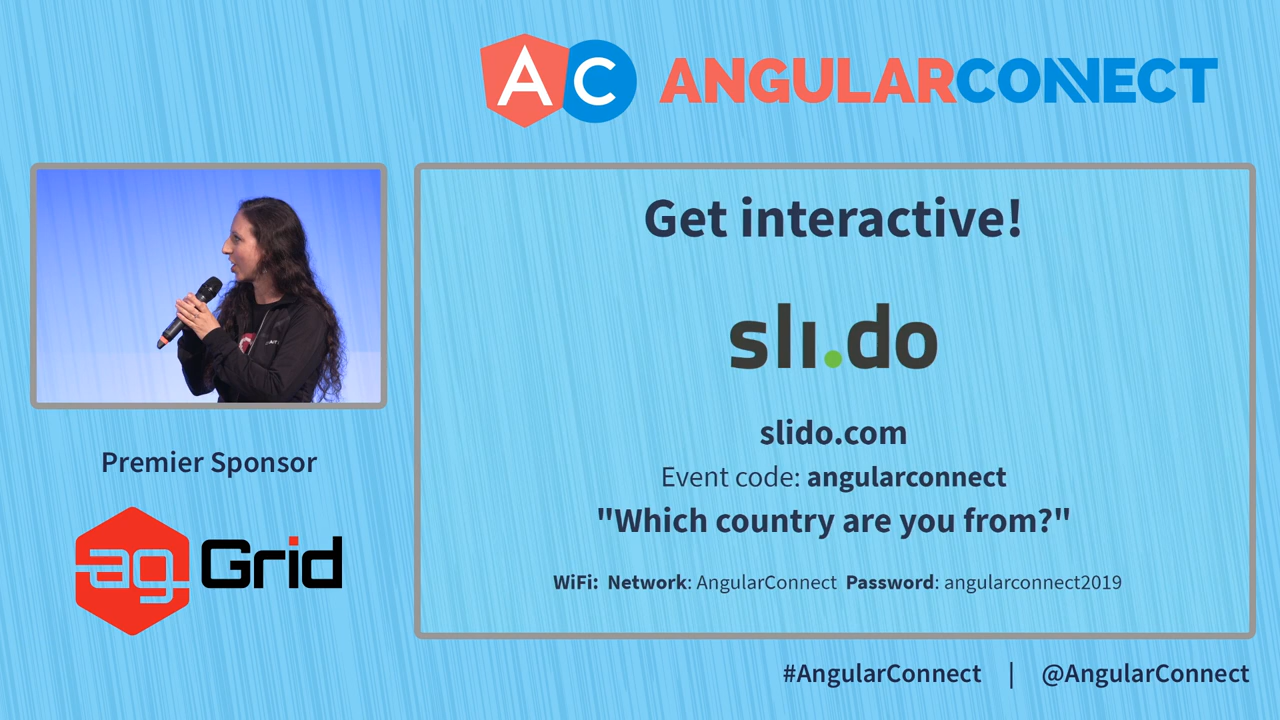 AC ANGULARCONNECT
Get interactive!
slı.do
slido.com
Event code: angularconnect
"Which country are you from?"
WiFi: Network: AngularConnect Password: angularconnect2019
Premier Sponsor
ag Grid
#AngularConnect | @AngularConnect